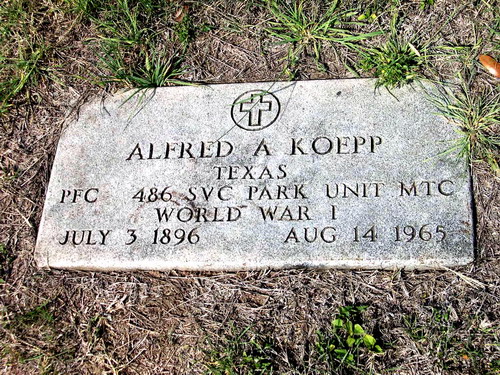 ALFRED A KOEPP
TEXAS
PFC 486 SVC PARK UNIT MTC
WORLD WAR I
JULY 3 1896 AUG 14 1965